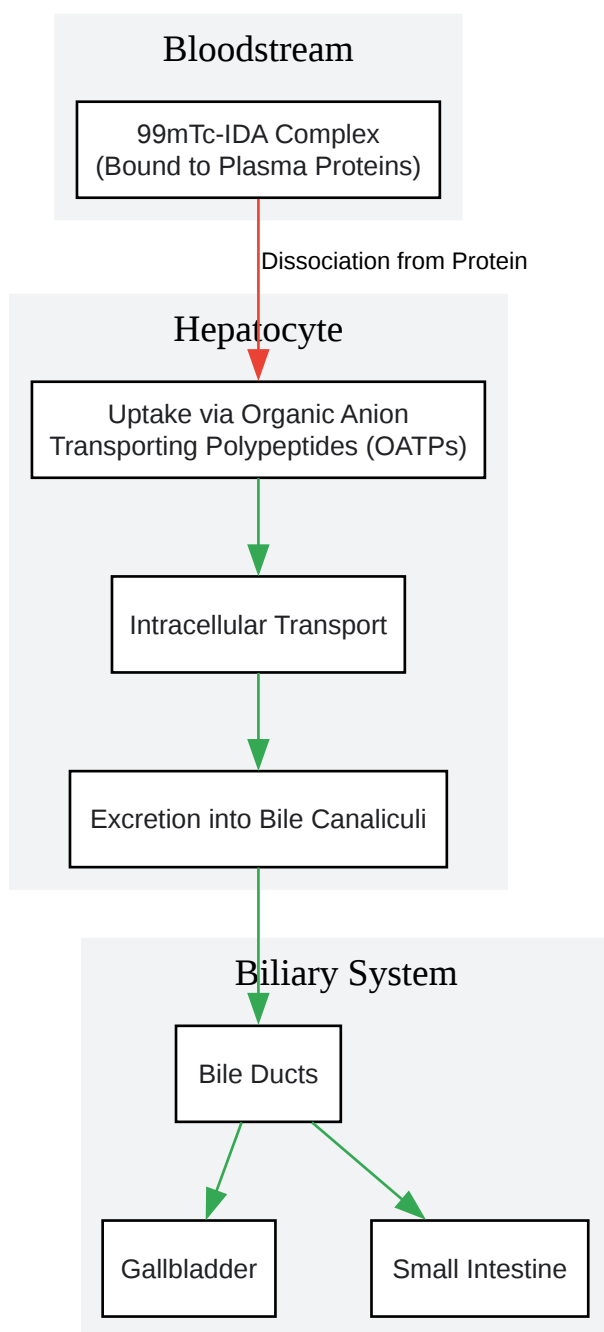 Bloodstream
99mTc-IDA Complex
(Bound to Plasma Proteins)
Dissociation from Protein
Hepatocyte
Uptake via Organic Anion
Transporting Polypeptides (OATPs)
Intracellular Transport
Excretion into Bile Canaliculi
Biliary System
Bile Ducts
Gallbladder
Small Intestine